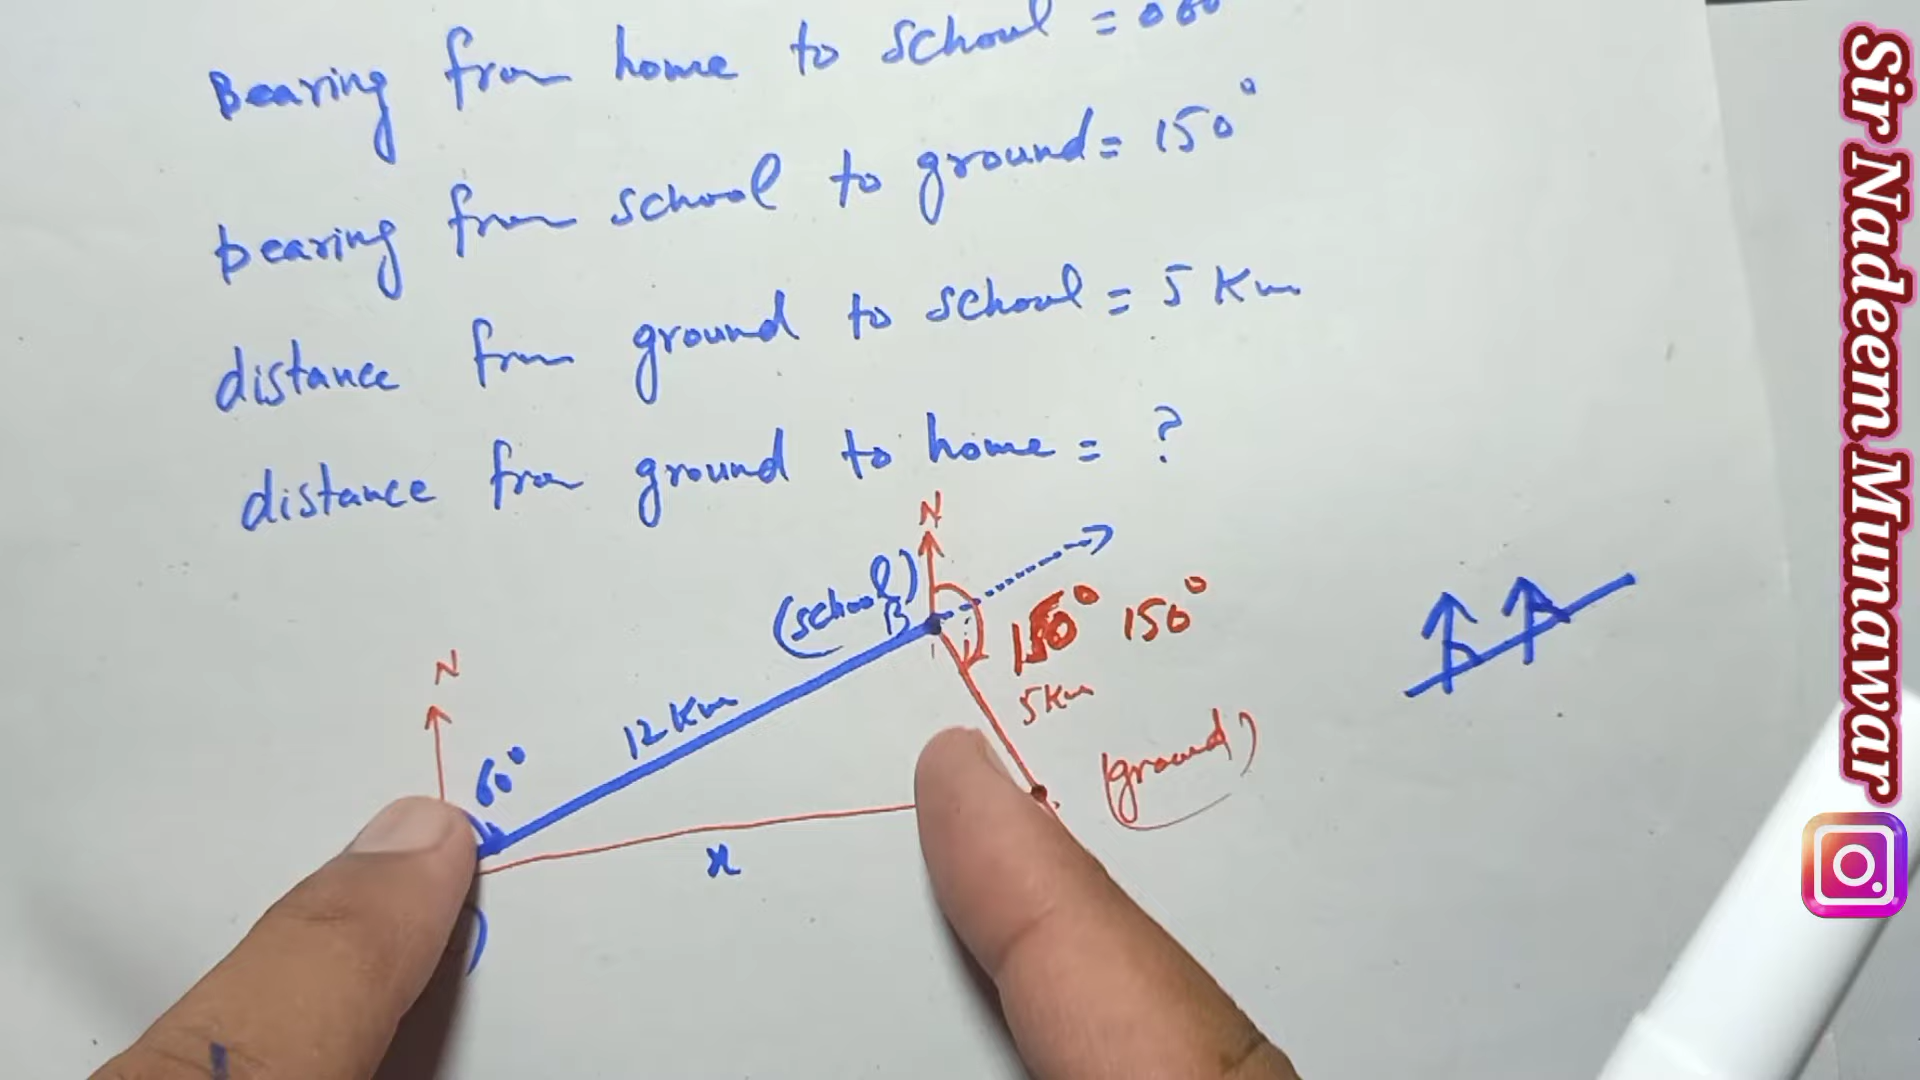 Bearing from home to school = 060
bearing from school to ground = 150°
distance from ground to school = 5 Km
distance from ground to home = ?
N
(school)
B
150° 150°
5Km
N
12 Km
60°
(ground)
x
Sir Nadeem Munawar